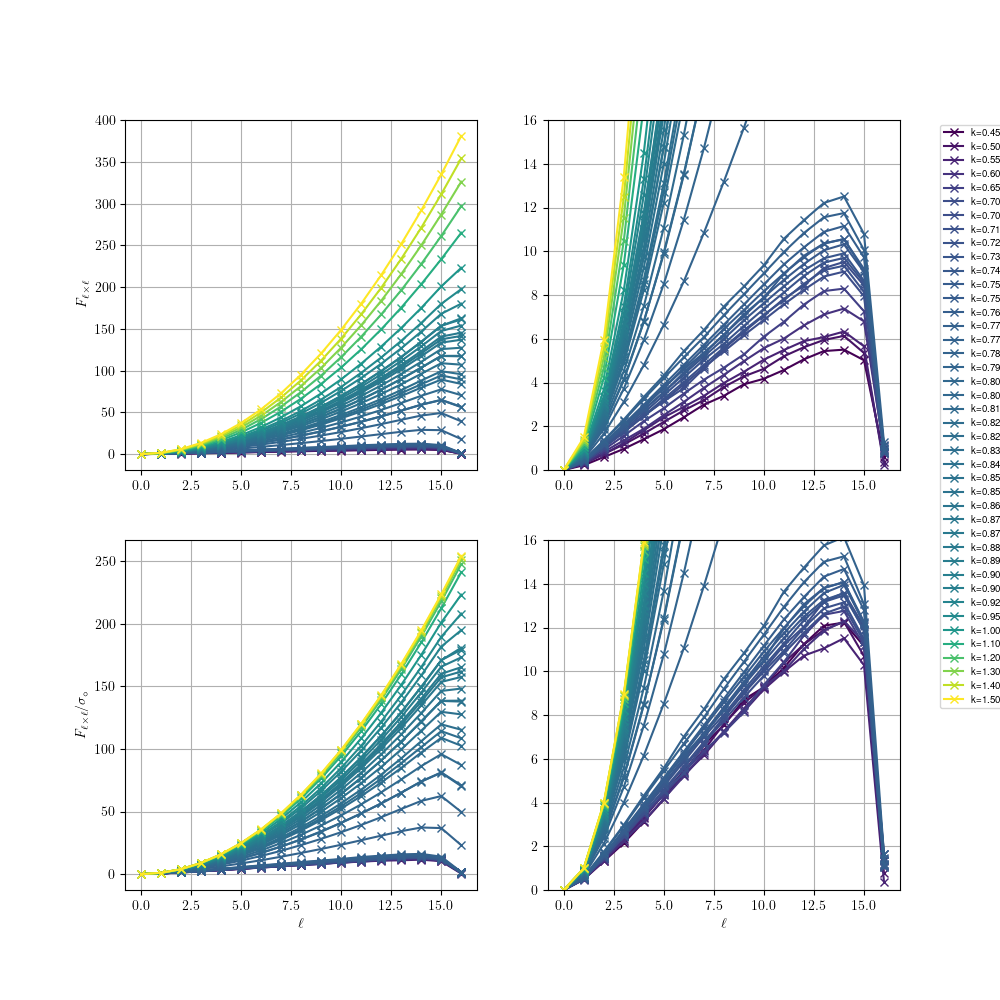 400
350
300
250
200
150
100
50
0
F_{ℓ×ℓ}
0.0 2.5 5.0 7.5 10.0 12.5 15.0
16
14
12
10
8
6
4
2
0
0.0 2.5 5.0 7.5 10.0 12.5 15.0
250
200
150
100
50
0
F_{ℓ×ℓ}/σ_∘
0.0 2.5 5.0 7.5 10.0 12.5 15.0
ℓ
16
14
12
10
8
6
4
2
0
0.0 2.5 5.0 7.5 10.0 12.5 15.0
ℓ
k=0.45
k=0.50
k=0.55
k=0.60
k=0.65
k=0.70
k=0.70
k=0.71
k=0.72
k=0.73
k=0.74
k=0.75
k=0.75
k=0.76
k=0.77
k=0.77
k=0.78
k=0.79
k=0.80
k=0.80
k=0.81
k=0.82
k=0.82
k=0.83
k=0.84
k=0.85
k=0.85
k=0.86
k=0.87
k=0.87
k=0.88
k=0.89
k=0.90
k=0.90
k=0.92
k=0.95
k=1.00
k=1.10
k=1.20
k=1.30
k=1.40
k=1.50